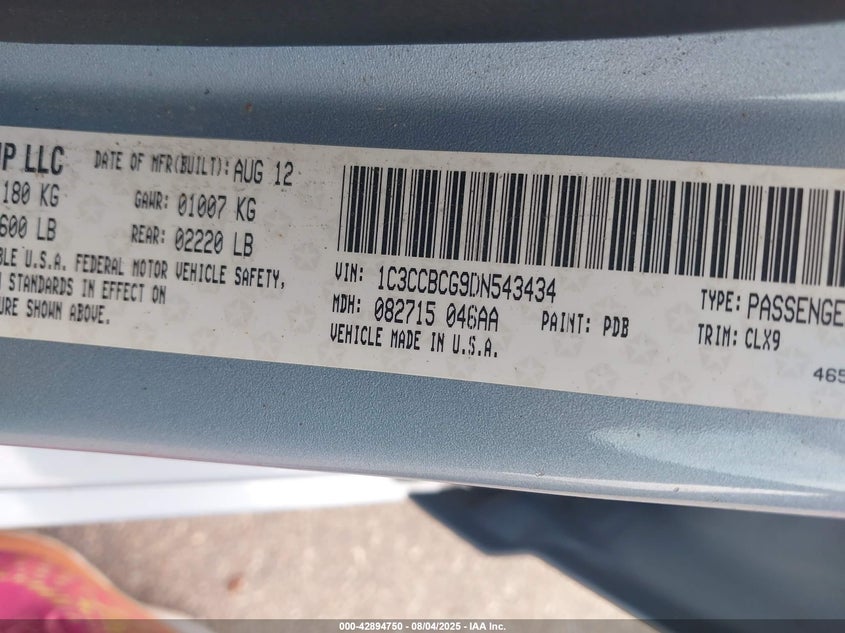 IP LLC DATE OF MFR(BUILT): AUG 12
180 KG GAWR: 01007 KG
600 LB REAR: 02220 LB
BLE U.S.A. FEDERAL MOTOR VEHICLE SAFETY,
N STANDARDS IN EFFECT ON
URE SHOWN ABOVE.
VIN: 1C3CCBCG9DN543434 TYPE: PASSENGE
MDH: 082715 046AA PAINT: PDB TRIM: CLX9
VEHICLE MADE IN U.S.A.
465
000-42894750 - 08/04/2025 - IAA Inc.